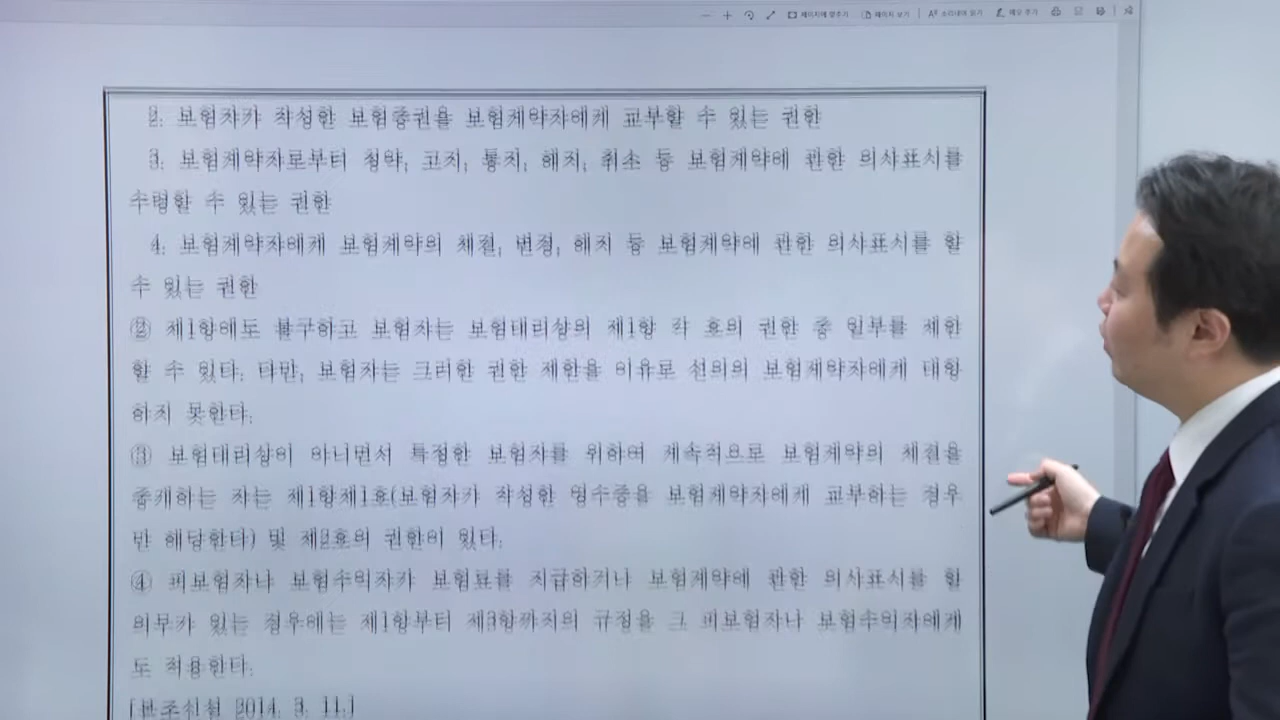 페이지에 맞추기 페이지 보기 소리내어 읽기
2. 보험자가 작성한 보험증권을 보험계약자에게 교부할 수 있는 권한
3. 보험계약자로부터 청약, 고지, 통지, 해지, 취소 등 보험계약에 관한 의사표시를
수령할 수 있는 권한
4. 보험계약자에게 보험계약의 체결, 변경, 해지 등 보험계약에 관한 의사표시를 할
수 있는 권한
② 제1항에도 불구하고 보험자는 보험대리상의 제1항 각 호의 권한 중 일부를 제한
할 수 있다. 다만, 보험자는 그러한 권한 제한을 이유로 선의의 보험계약자에게 대항
하지 못한다.
③ 보험대리상이 아니면서 특정한 보험자를 위하여 계속적으로 보험계약의 체결을
중개하는 자는 제1항제1호(보험자가 작성한 영수증을 보험계약자에게 교부하는 경우
만 해당한다) 및 제2호의 권한이 있다.
④ 피보험자나 보험수익자가 보험료를 지급하거나 보험계약에 관한 의사표시를 할
의무가 있는 경우에는 제1항부터 제3항까지의 규정을 그 피보험자나 보험수익자에게
도 적용한다.
[본조신설 2014. 3. 11.]